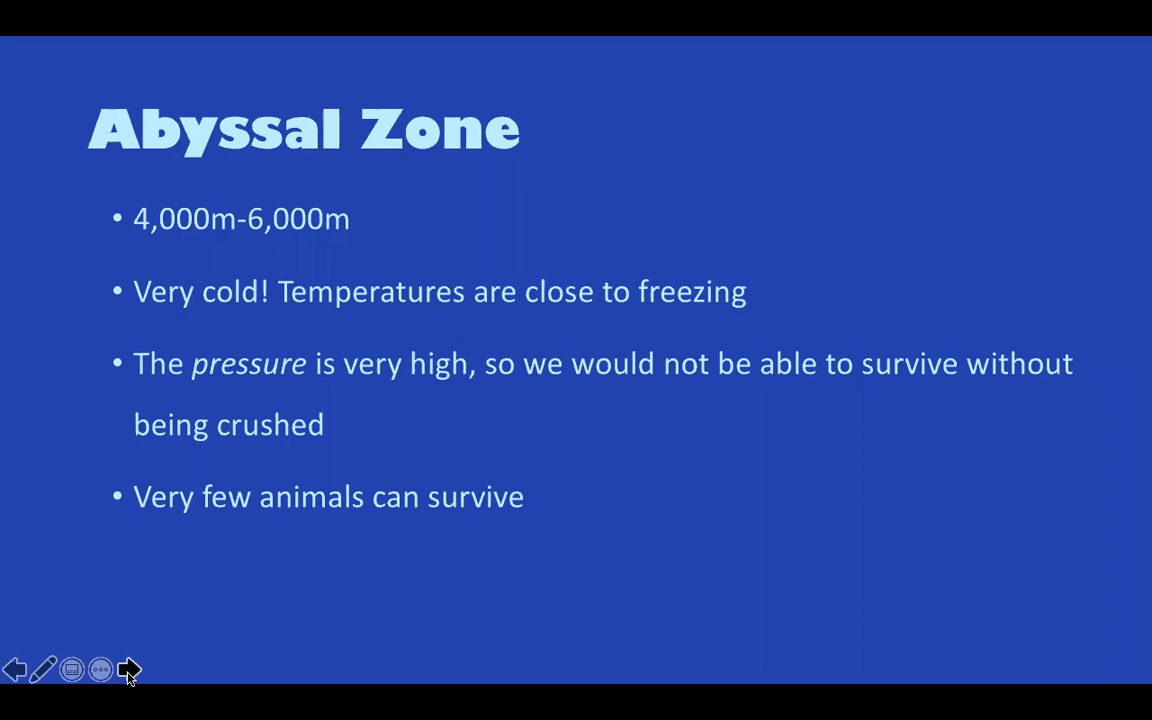 Abyssal Zone
• 4,000m-6,000m
• Very cold! Temperatures are close to freezing
• The pressure is very high, so we would not be able to survive without
being crushed
• Very few animals can survive